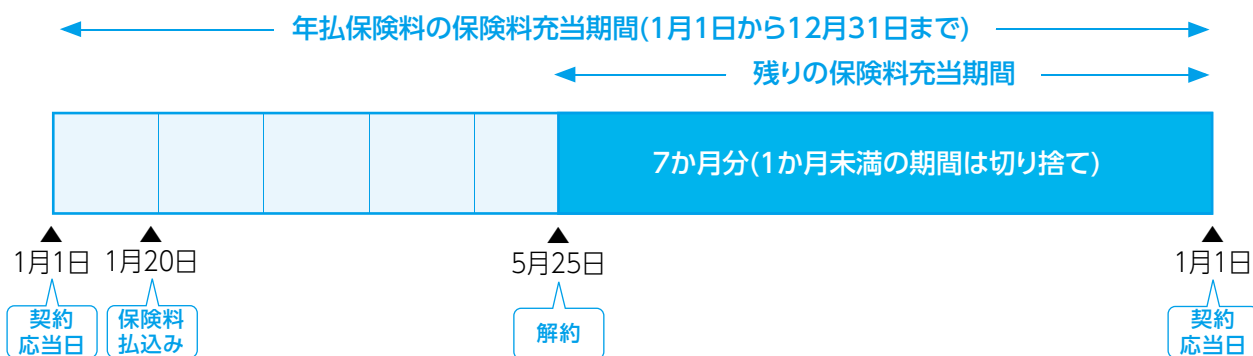 年払保険料の保険料充当期間(1月1日から12月31日まで)
残りの保険料充当期間
7か月分(1か月未満の期間は切り捨て)
▲ ▲ ▲ ▲
1月1日 1月20日 5月25日 1月1日
契約
応当日
保険料
払込み
解約
契約
応当日